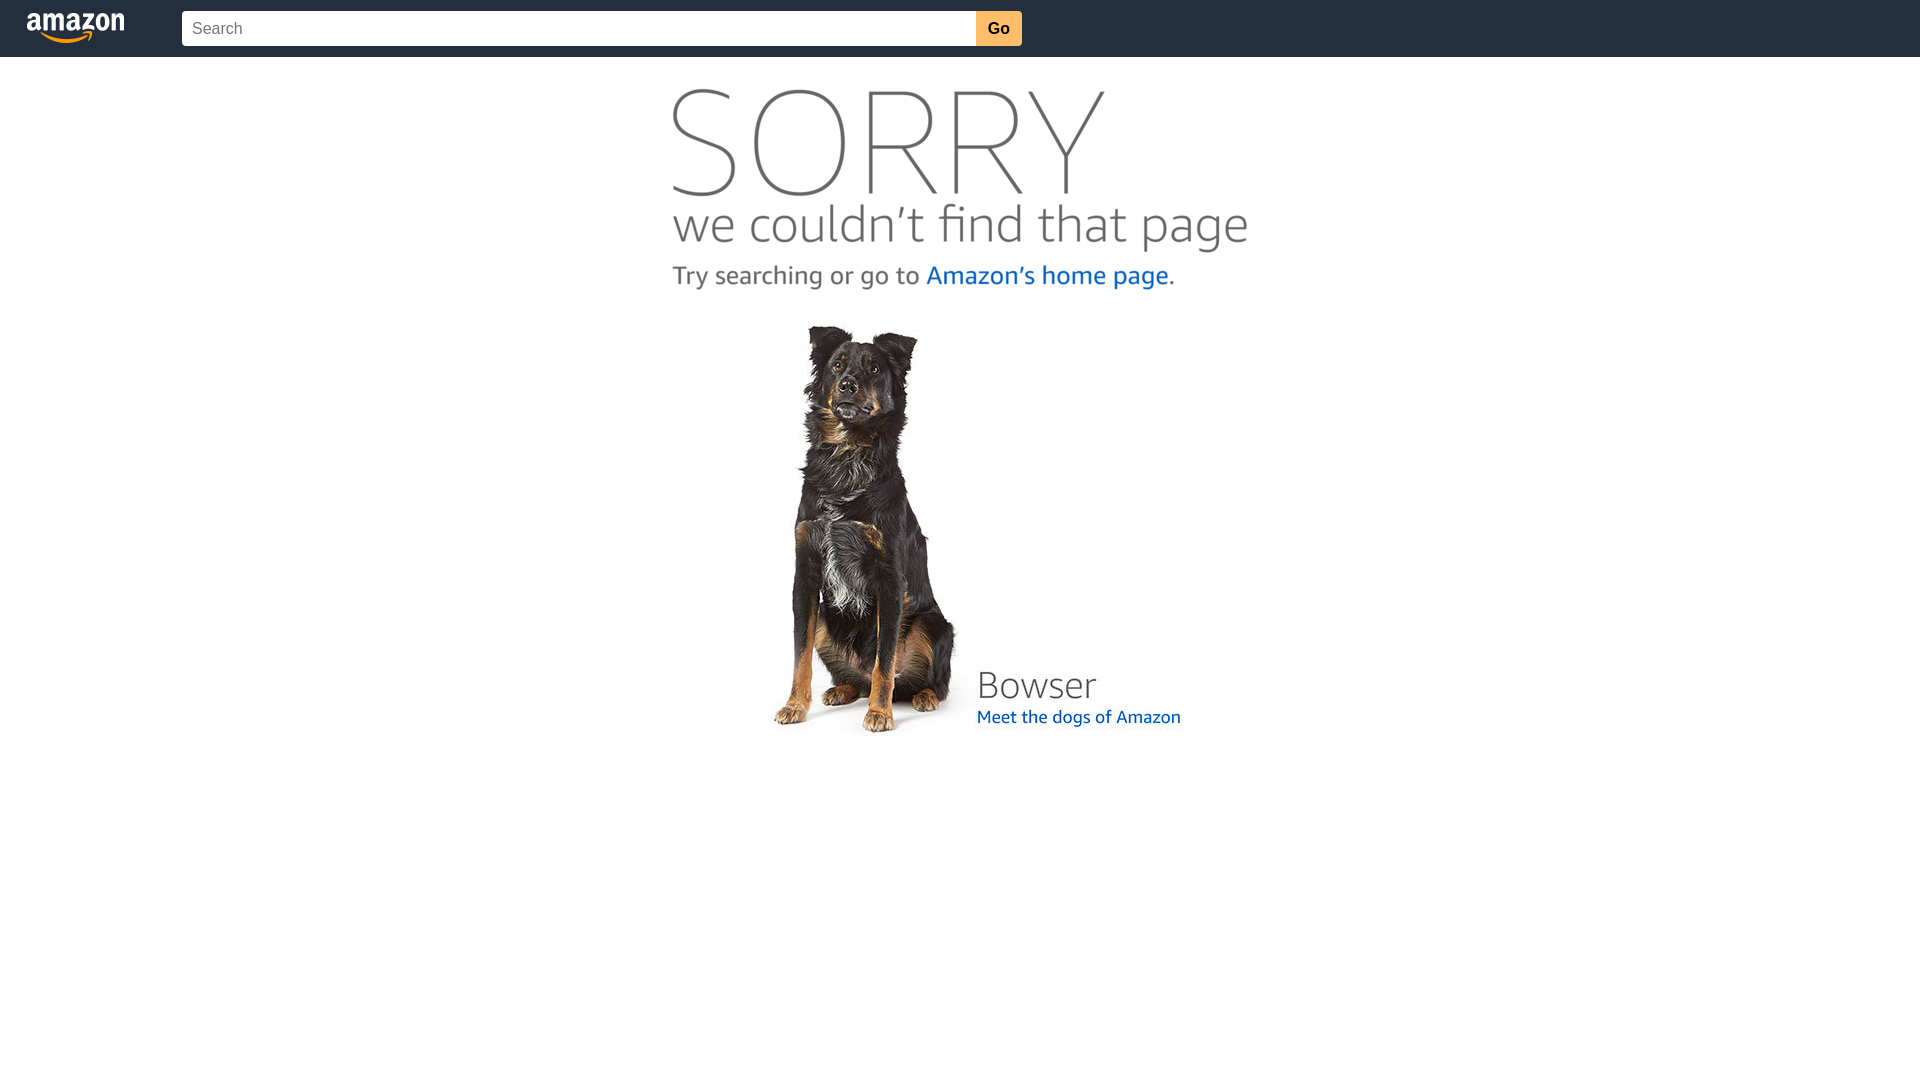 amazon
Search
Go
SORRY
we couldn't find that page
Try searching or go to Amazon's home page.
Bowser
Meet the dogs of Amazon